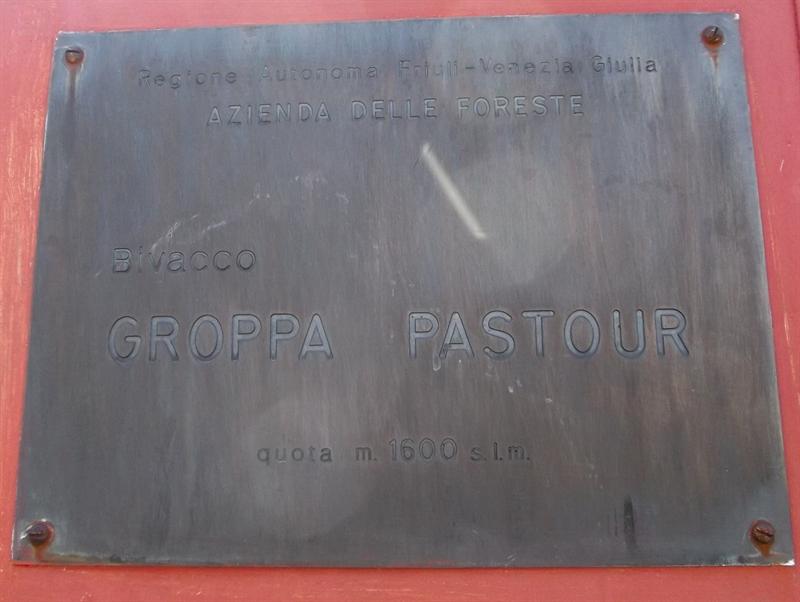 Regione Autonoma Friuli-Venezia Giulia
AZIENDA DELLE FORESTE
Bivacco
GROPPA PASTOUR
quota m. 1600 s.l.m.